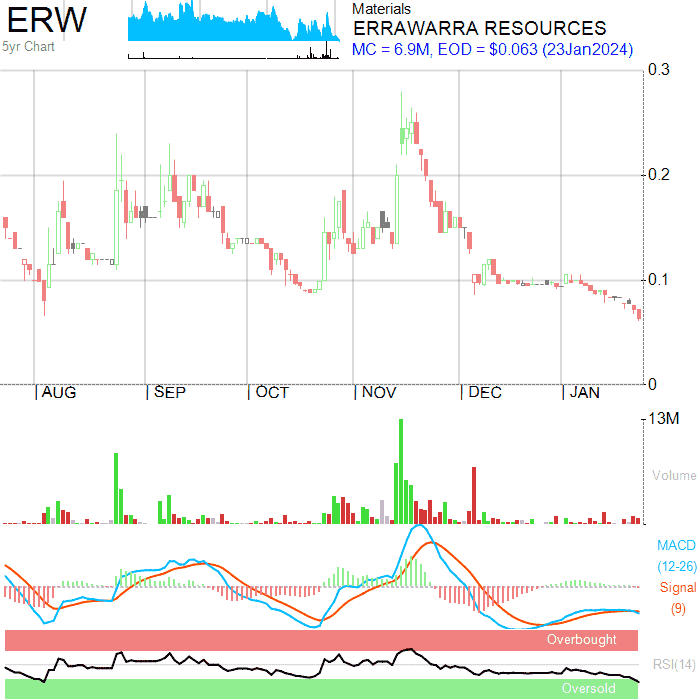 ERW
5yr Chart
Materials
ERRAWARRA RESOURCES
MC = 6.9M, EOD = $0.063 (23Jan2024)
0.3
0.2
0.1
0
AUG SEP OCT NOV DEC JAN
13M
Volume
MACD
(12-26)
Signal
(9)
Overbought
RSI(14)
Oversold